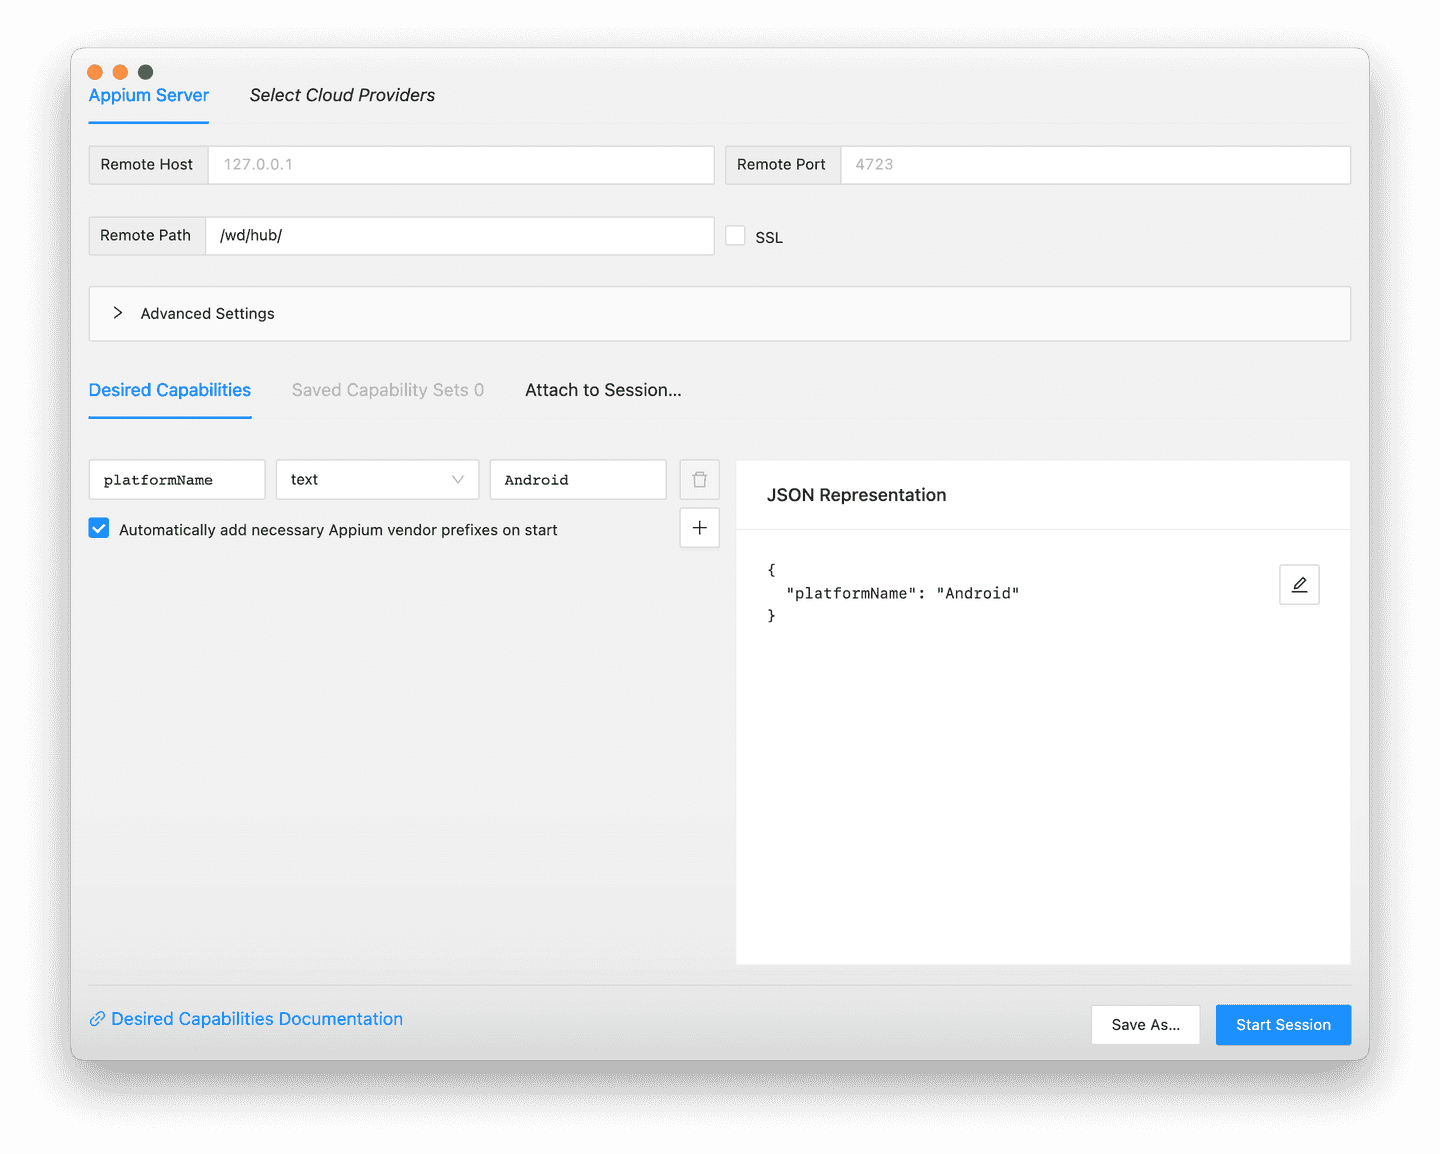 Appium Server
Select Cloud Providers
Remote Host
127.0.0.1
Remote Port
4723
Remote Path
/wd/hub/
SSL
Advanced Settings
Desired Capabilities
Saved Capability Sets 0
Attach to Session...
platformName
text
Android
Automatically add necessary Appium vendor prefixes on start
JSON Representation
{
"platformName": "Android"
}
Desired Capabilities Documentation
Save As...
Start Session